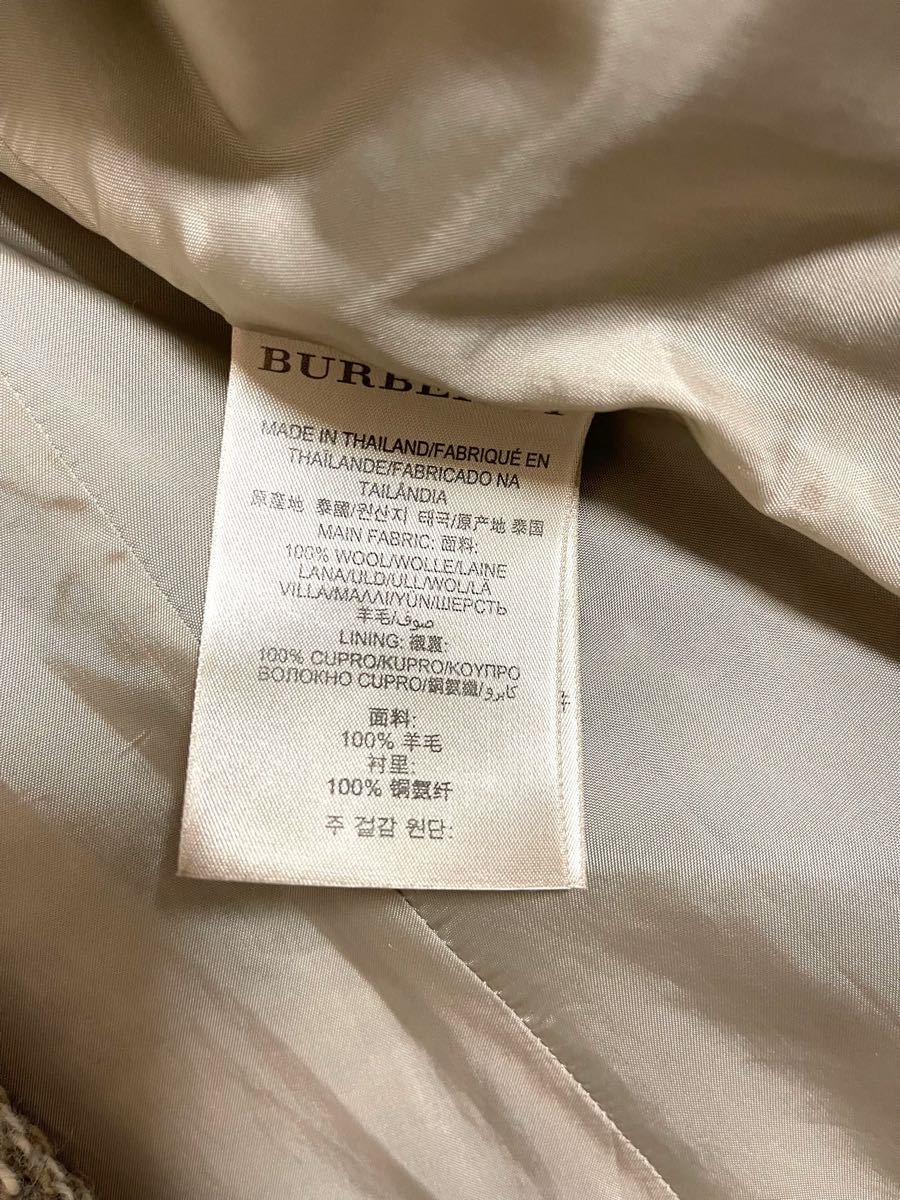 MADE IN THAILAND/FABRIQUÉ EN
THAÏLANDE/FABRICADO NA
TAILÂNDIA
原産地 泰國/원산지 태국/原产地 泰国
MAIN FABRIC: 面料:
100% WOOL/WOLLE/LAINE
LANA/ULD/ULL/WOL/LÃ
VILLA/ΜΑΛΛΙ/YÜN/ШЕРСТЬ
羊毛/صوف
LINING: 襯裏:
100% CUPRO/KUPRO/ΚΟΥΠΡΟ
ВОЛОКНО CUPRO/銅氨纖/كابرو
面料:
100% 羊毛
衬里:
100% 铜氨纤
주 겉감 원단: